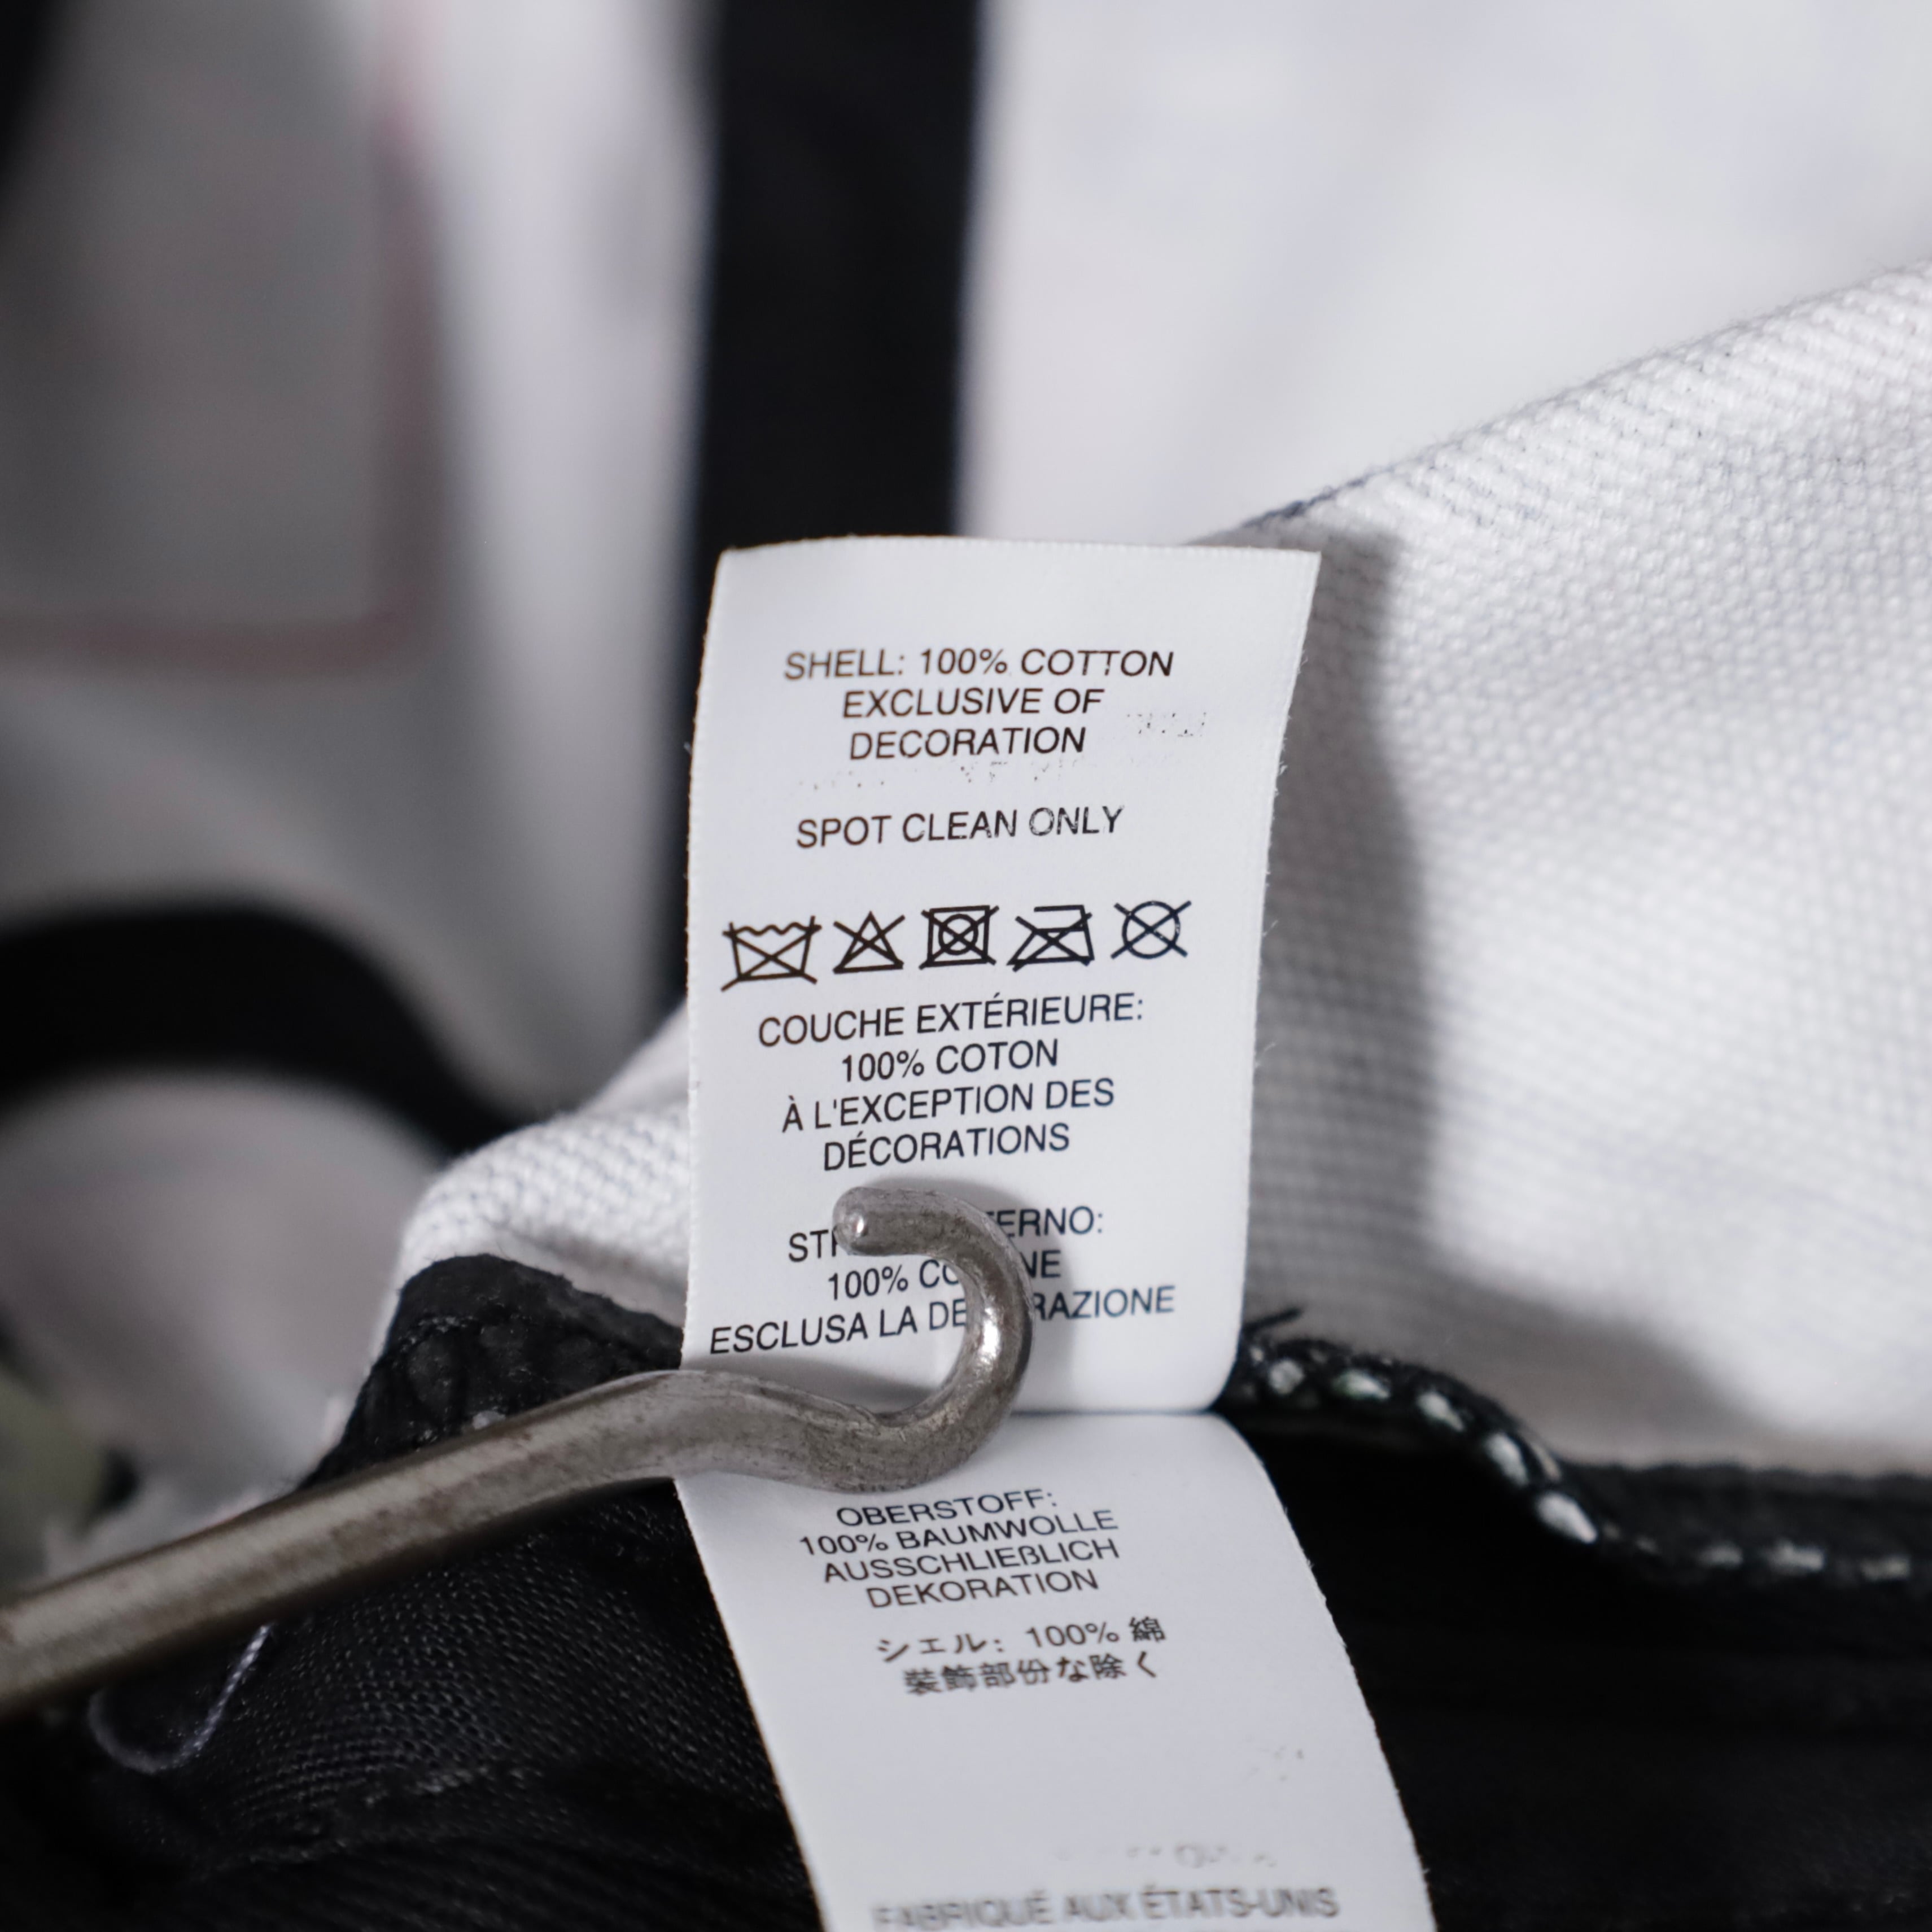 SHELL: 100% COTTON
EXCLUSIVE OF
DECORATION
SPOT CLEAN ONLY
COUCHE EXTÉRIEURE:
100% COTON
À L'EXCEPTION DES
DÉCORATIONS
100%
ESCLUSA LA
OBERSTOFF:
100% BAUMWOLLE
AUSSCHLIEßLICH
DEKORATION
シェル: 100% 綿
装飾部份な除く
FABRIQUÉ AUX ÉTATS-UNIS